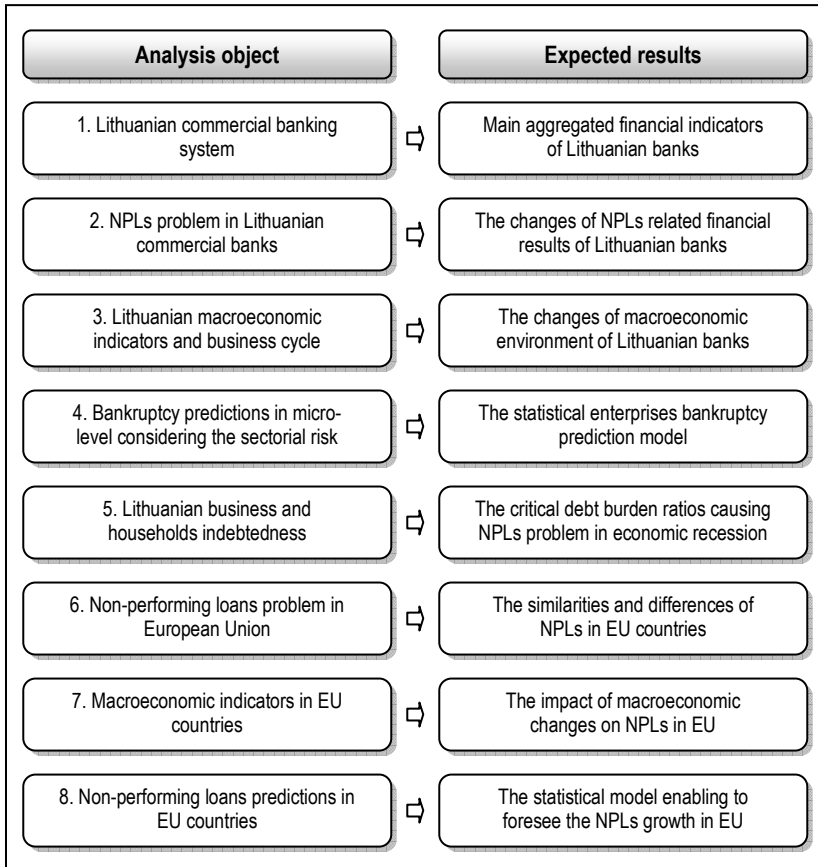 Analysis object
Expected results
1. Lithuanian commercial banking
system
Main aggregated financial indicators
of Lithuanian banks
2. NPLs problem in Lithuanian
commercial banks
The changes of NPLs related financial
results of Lithuanian banks
3. Lithuanian macroeconomic
indicators and business cycle
The changes of macroeconomic
environment of Lithuanian banks
4. Bankruptcy predictions in micro-
level considering the sectorial risk
The statistical enterprises bankruptcy
prediction model
5. Lithuanian business and
households indebtedness
The critical debt burden ratios causing
NPLs problem in economic recession
6. Non-performing loans problem in
European Union
The similarities and differences of
NPLs in EU countries
7. Macroeconomic indicators in EU
countries
The impact of macroeconomic
changes on NPLs in EU
8. Non-performing loans predictions in
EU countries
The statistical model enabling to
foresee the NPLs growth in EU